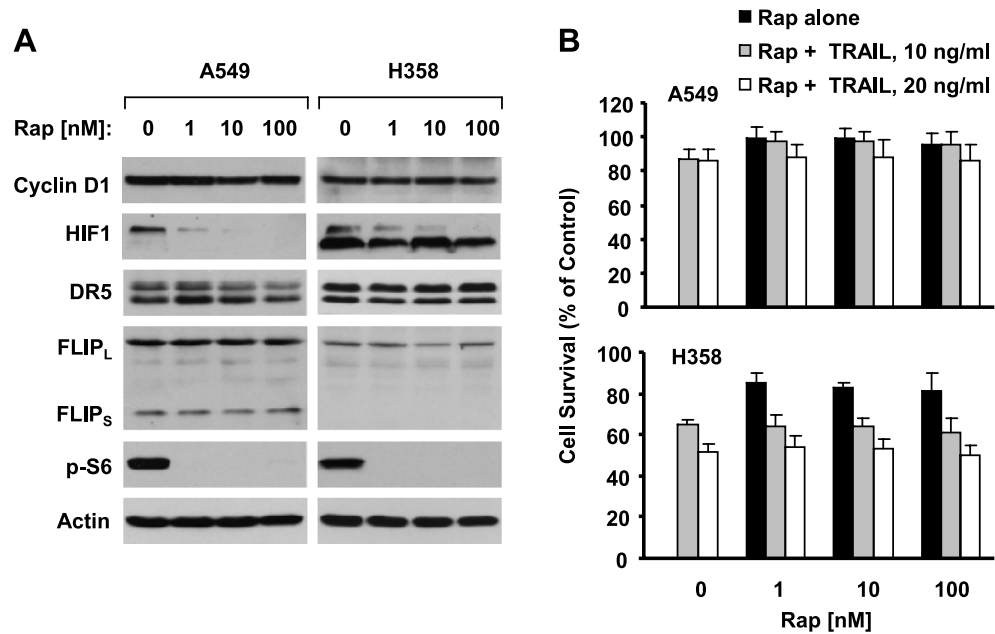 A
A549
H358
Rap [nM]:
0 1 10 100
0 1 10 100
Cyclin D1
HIF1
DR5
FLIPL
FLIPS
p-S6
Actin
B
Rap alone
Rap + TRAIL, 10 ng/ml
Rap + TRAIL, 20 ng/ml
A549
140
120
100
80
60
40
20
0
H358
100
80
60
40
20
0
Cell Survival (% of Control)
0 1 10 100
Rap [nM]